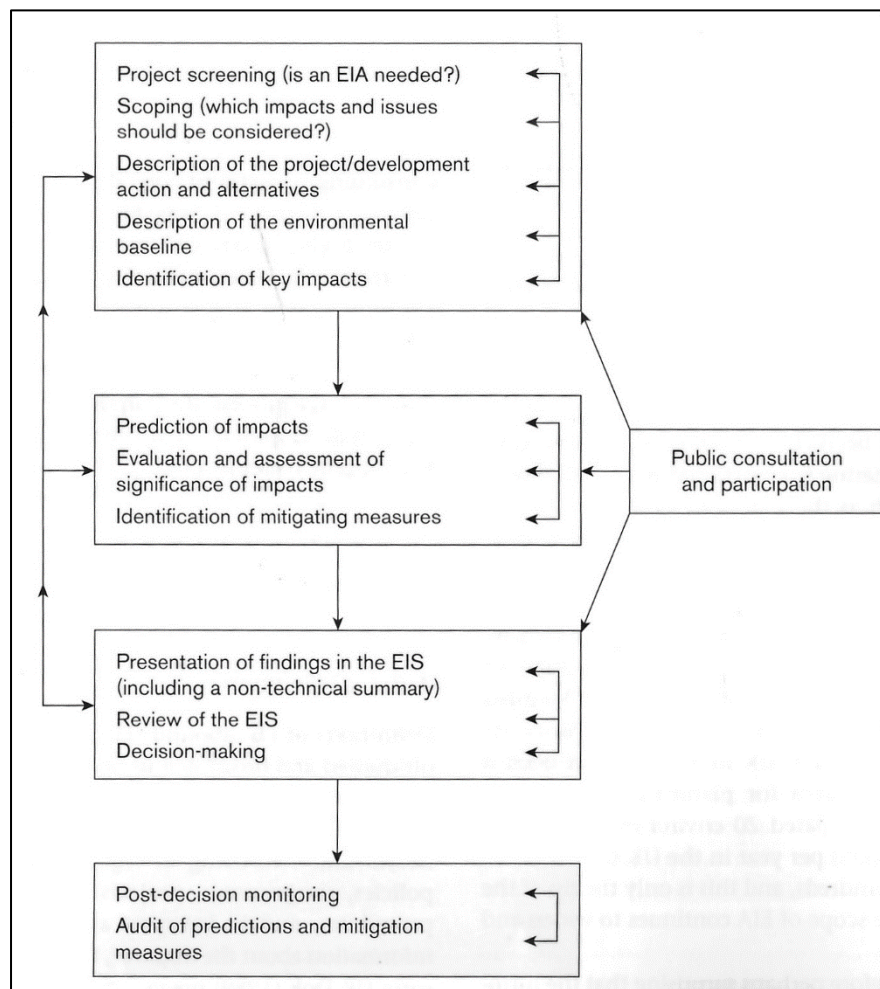 Project screening (is an EIA needed?)
Scoping (which impacts and issues
should be considered?)
Description of the project/development
action and alternatives
Description of the environmental
baseline
Identification of key impacts
Prediction of impacts
Evaluation and assessment of
significance of impacts
Identification of mitigating measures
Public consultation
and participation
Presentation of findings in the EIS
(including a non-technical summary)
Review of the EIS
Decision-making
Post-decision monitoring
Audit of predictions and mitigation
measures